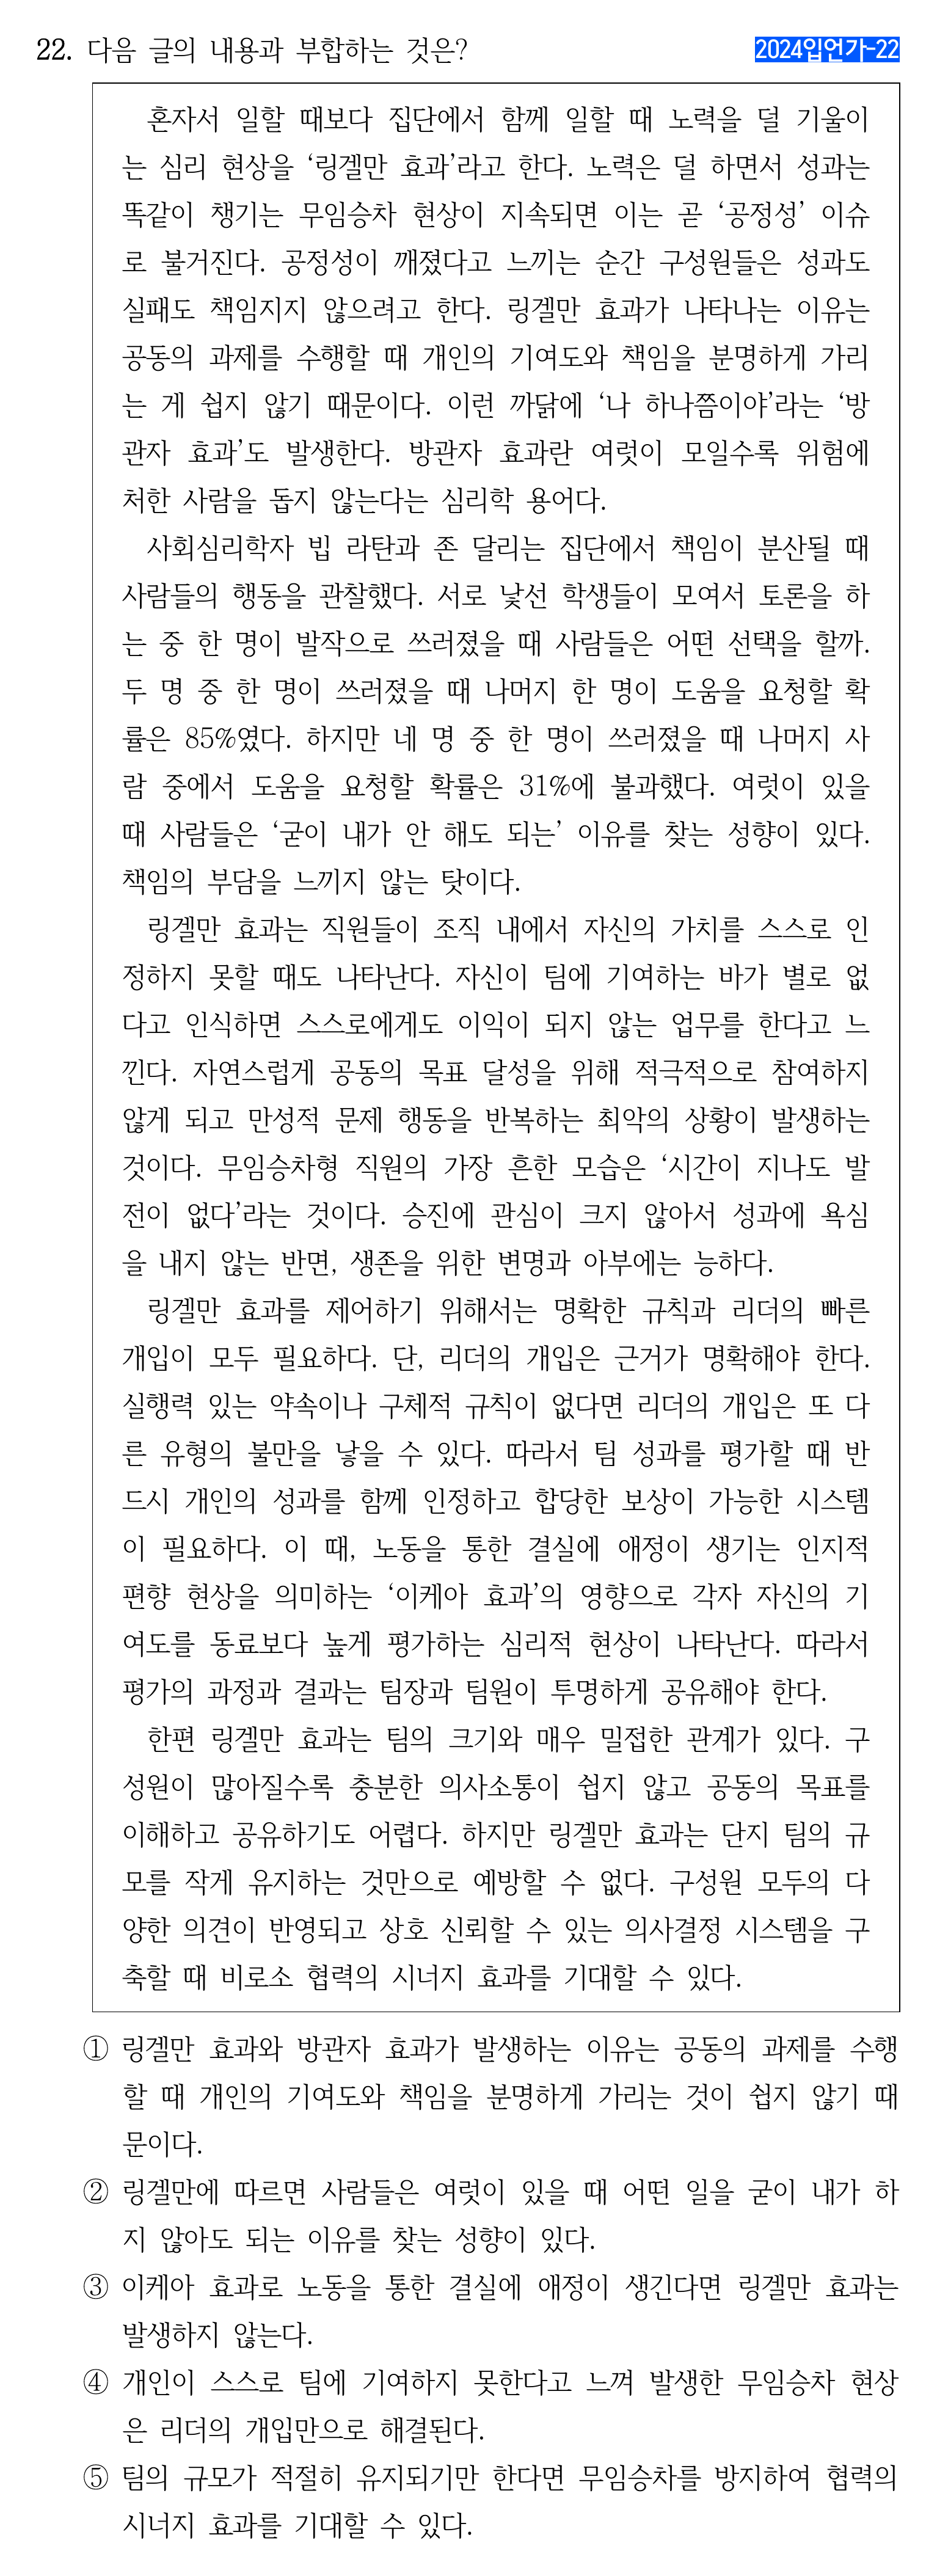 22. 다음 글의 내용과 부합하는 것은?
2024입언가-22
혼자서 일할 때보다 집단에서 함께 일할 때 노력을 덜 기울이
는 심리 현상을 ‘링겔만 효과’라고 한다. 노력은 덜 하면서 성과는
똑같이 챙기는 무임승차 현상이 지속되면 이는 곧 ‘공정성’ 이슈
로 불거진다. 공정성이 깨졌다고 느끼는 순간 구성원들은 성과도
실패도 책임지지 않으려고 한다. 링겔만 효과가 나타나는 이유는
공동의 과제를 수행할 때 개인의 기여도와 책임을 분명하게 가리
는 게 쉽지 않기 때문이다. 이런 까닭에 ‘나 하나쯤이야’라는 ‘방
관자 효과’도 발생한다. 방관자 효과란 여럿이 모일수록 위험에
처한 사람을 돕지 않는다는 심리학 용어다.
사회심리학자 빕 라탄과 존 달리는 집단에서 책임이 분산될 때
사람들의 행동을 관찰했다. 서로 낯선 학생들이 모여서 토론을 하
는 중 한 명이 발작으로 쓰러졌을 때 사람들은 어떤 선택을 할까.
두 명 중 한 명이 쓰러졌을 때 나머지 한 명이 도움을 요청할 확
률은 85%였다. 하지만 네 명 중 한 명이 쓰러졌을 때 나머지 사
람 중에서 도움을 요청할 확률은 31%에 불과했다. 여럿이 있을
때 사람들은 ‘굳이 내가 안 해도 되는’ 이유를 찾는 성향이 있다.
책임의 부담을 느끼지 않는 탓이다.
링겔만 효과는 직원들이 조직 내에서 자신의 가치를 스스로 인
정하지 못할 때도 나타난다. 자신이 팀에 기여하는 바가 별로 없
다고 인식하면 스스로에게도 이익이 되지 않는 업무를 한다고 느
낀다. 자연스럽게 공동의 목표 달성을 위해 적극적으로 참여하지
않게 되고 만성적 문제 행동을 반복하는 최악의 상황이 발생하는
것이다. 무임승차형 직원의 가장 흔한 모습은 ‘시간이 지나도 발
전이 없다’라는 것이다. 승진에 관심이 크지 않아서 성과에 욕심
을 내지 않는 반면, 생존을 위한 변명과 아부에는 능하다.
링겔만 효과를 제어하기 위해서는 명확한 규칙과 리더의 빠른
개입이 모두 필요하다. 단, 리더의 개입은 근거가 명확해야 한다.
실행력 있는 약속이나 구체적 규칙이 없다면 리더의 개입은 또 다
른 유형의 불만을 낳을 수 있다. 따라서 팀 성과를 평가할 때 반
드시 개인의 성과를 함께 인정하고 합당한 보상이 가능한 시스템
이 필요하다. 이 때, 노동을 통한 결실에 애정이 생기는 인지적
편향 현상을 의미하는 ‘이케아 효과’의 영향으로 각자 자신의 기
여도를 동료보다 높게 평가하는 심리적 현상이 나타난다. 따라서
평가의 과정과 결과는 팀장과 팀원이 투명하게 공유해야 한다.
한편 링겔만 효과는 팀의 크기와 매우 밀접한 관계가 있다. 구
성원이 많아질수록 충분한 의사소통이 쉽지 않고 공동의 목표를
이해하고 공유하기도 어렵다. 하지만 링겔만 효과는 단지 팀의 규
모를 작게 유지하는 것만으로 예방할 수 없다. 구성원 모두의 다
양한 의견이 반영되고 상호 신뢰할 수 있는 의사결정 시스템을 구
축할 때 비로소 협력의 시너지 효과를 기대할 수 있다.
① 링겔만 효과와 방관자 효과가 발생하는 이유는 공동의 과제를 수행
할 때 개인의 기여도와 책임을 분명하게 가리는 것이 쉽지 않기 때
문이다.
② 링겔만에 따르면 사람들은 여럿이 있을 때 어떤 일을 굳이 내가 하
지 않아도 되는 이유를 찾는 성향이 있다.
③ 이케아 효과로 노동을 통한 결실에 애정이 생긴다면 링겔만 효과는
발생하지 않는다.
④ 개인이 스스로 팀에 기여하지 못한다고 느껴 발생한 무임승차 현상
은 리더의 개입만으로 해결된다.
⑤ 팀의 규모가 적절히 유지되기만 한다면 무임승차를 방지하여 협력의
시너지 효과를 기대할 수 있다.